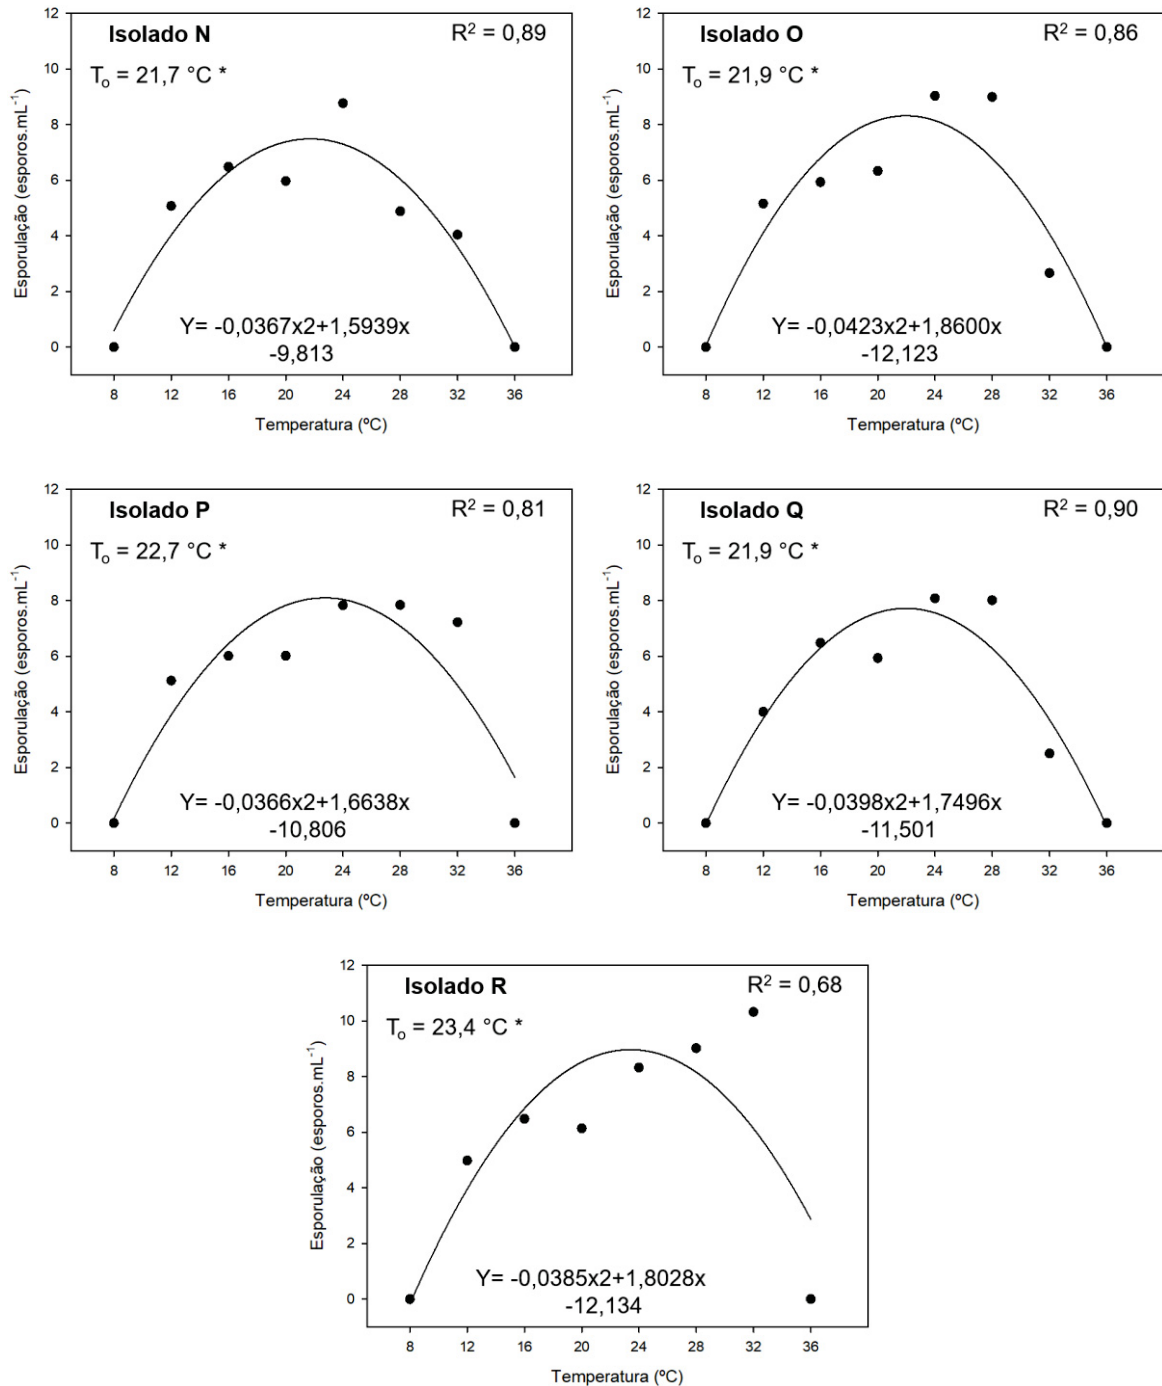 Isolado N
R² = 0,89
Tₒ = 21,7 °C *
Esporulação (esporos.mL⁻¹)
12
10
8
6
4
2
0
Y= -0,0367x2+1,5939x
-9,813
8 12 16 20 24 28 32 36
Temperatura (ºC)
Isolado O
R² = 0,86
Tₒ = 21,9 °C *
Esporulação (esporos.mL⁻¹)
12
10
8
6
4
2
0
Y= -0,0423x2+1,8600x
-12,123
8 12 16 20 24 28 32 36
Temperatura (ºC)
Isolado P
R² = 0,81
Tₒ = 22,7 °C *
Esporulação (esporos.mL⁻¹)
12
10
8
6
4
2
0
Y= -0,0366x2+1,6638x
-10,806
8 12 16 20 24 28 32 36
Temperatura (ºC)
Isolado Q
R² = 0,90
Tₒ = 21,9 °C *
Esporulação (esporos.mL⁻¹)
12
10
8
6
4
2
0
Y= -0,0398x2+1,7496x
-11,501
8 12 16 20 24 28 32 36
Temperatura (ºC)
Isolado R
R² = 0,68
Tₒ = 23,4 °C *
Esporulação (esporos.mL⁻¹)
12
10
8
6
4
2
0
Y= -0,0385x2+1,8028x
-12,134
8 12 16 20 24 28 32 36
Temperatura (ºC)